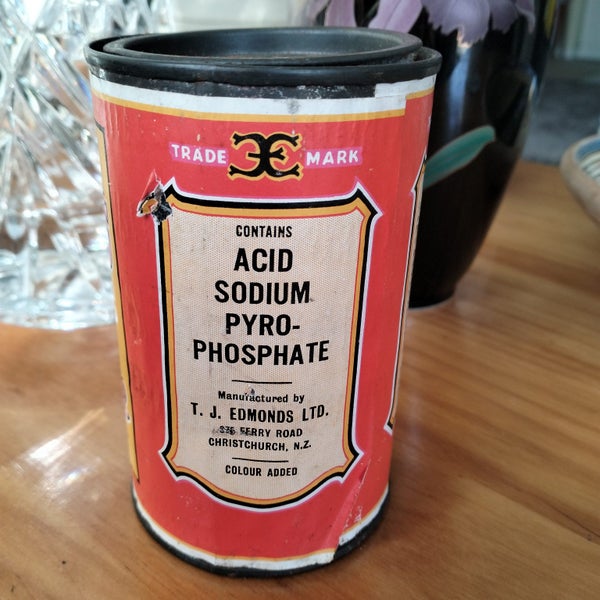 TRADE MARK
CONTAINS
ACID
SODIUM
PYRO-
PHOSPHATE
Manufactured by
T. J. EDMONDS LTD.
FERRY ROAD
CHRISTCHURCH, N.Z.
COLOUR ADDED